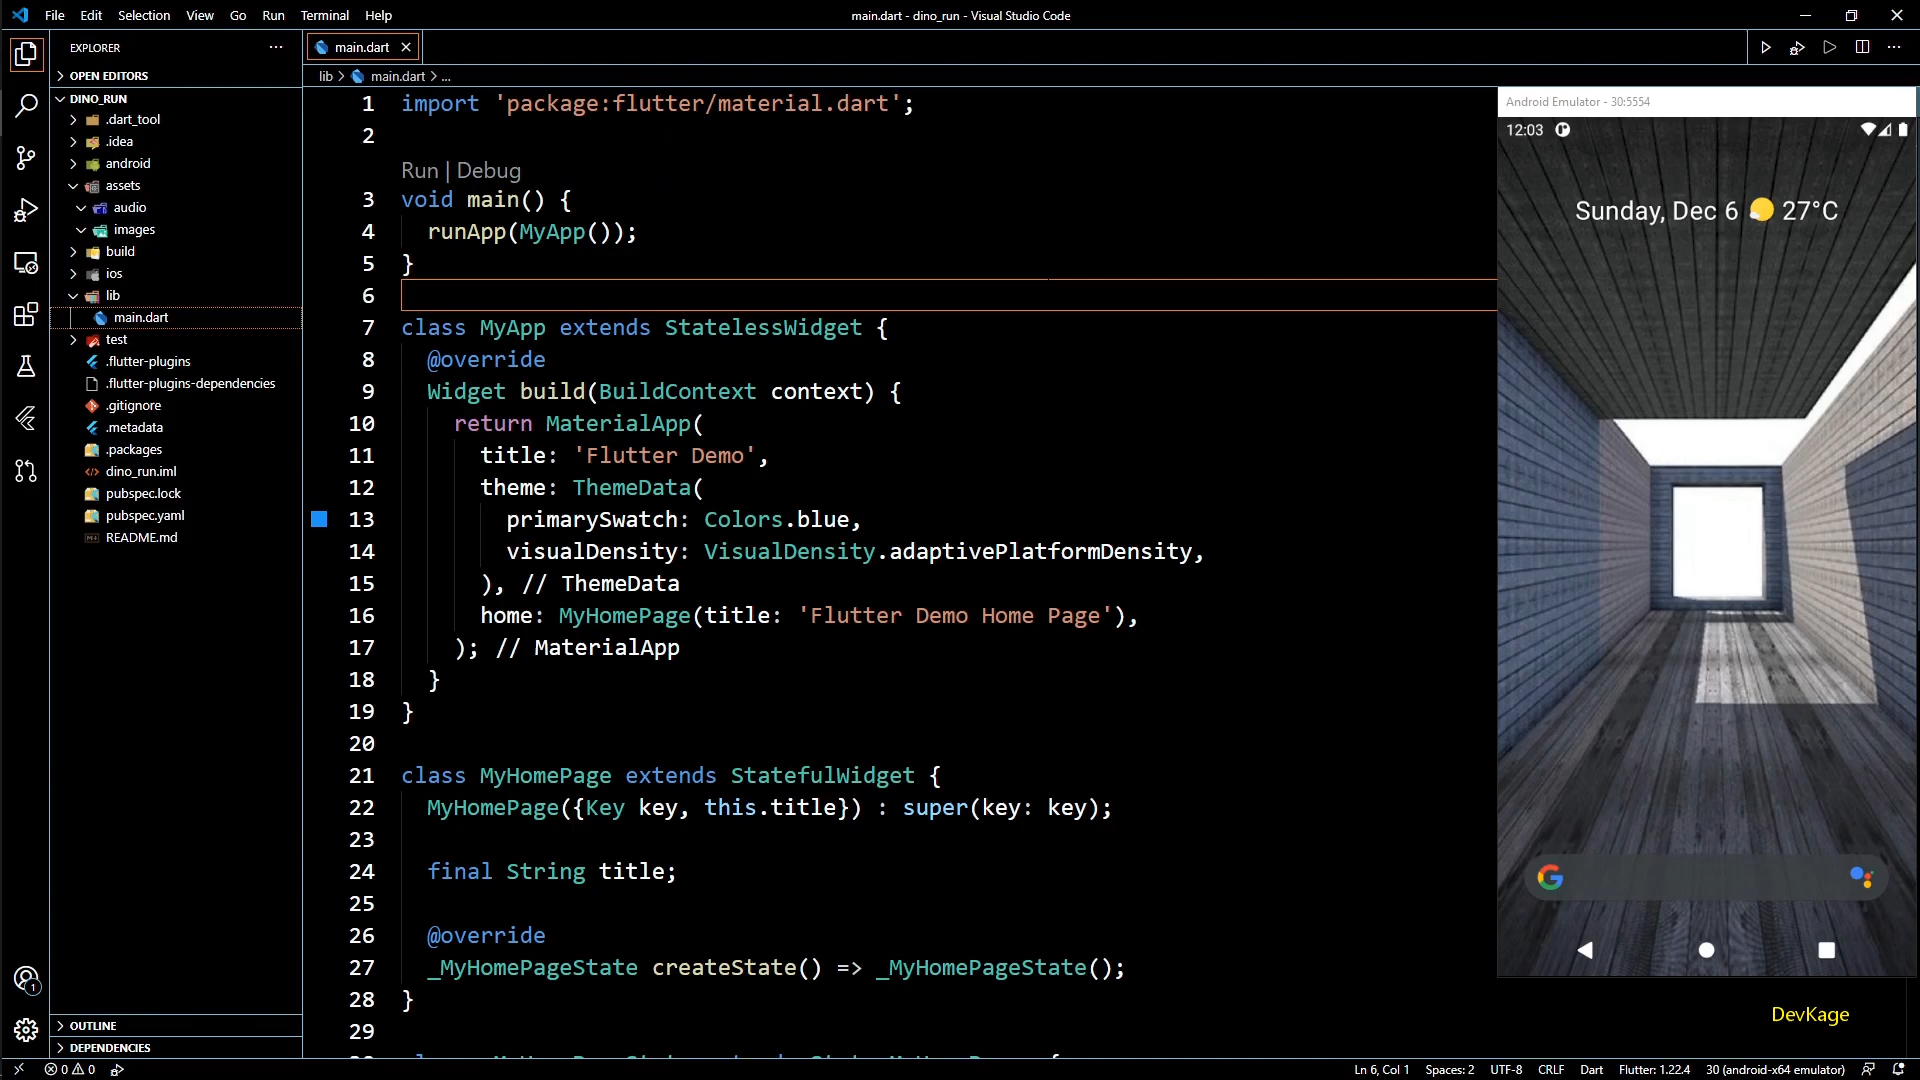 File Edit Selection View Go Run Terminal Help
main.dart - dino_run - Visual Studio Code
EXPLORER
OPEN EDITORS
DINO_RUN
.dart_tool
.idea
android
assets
audio
images
build
ios
lib
main.dart
test
.flutter-plugins
.flutter-plugins-dependencies
.gitignore
.metadata
.packages
dino_run.iml
pubspec.lock
pubspec.yaml
README.md
OUTLINE
DEPENDENCIES
1
main.dart
lib > main.dart > ...
1 import 'package:flutter/material.dart';
2
Run | Debug
3 void main() {
4 runApp(MyApp());
5 }
6
7 class MyApp extends StatelessWidget {
8 @override
9 Widget build(BuildContext context) {
10 return MaterialApp(
11 title: 'Flutter Demo',
12 theme: ThemeData(
13 primarySwatch: Colors.blue,
14 visualDensity: VisualDensity.adaptivePlatformDensity,
15 ), // ThemeData
16 home: MyHomePage(title: 'Flutter Demo Home Page'),
17 ); // MaterialApp
18 }
19 }
20
21 class MyHomePage extends StatefulWidget {
22 MyHomePage({Key key, this.title}) : super(key: key);
23
24 final String title;
25
26 @override
27 _MyHomePageState createState() => _MyHomePageState();
28 }
29
Android Emulator - 30:5554
12:03
Sunday, Dec 6 27°C
DevKage
0 0
Ln 6, Col 1 Spaces: 2 UTF-8 CRLF Dart Flutter: 1.22.4 30 (android-x64 emulator)